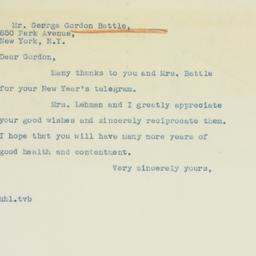 Mr. George Gordon Battle,
850 Park Avenue,
New York, N.Y.
Dear Gordon,
Many thanks to you and Mrs. Battle
for your New Year's telegram.
Mrs. Lehman and I greatly appreciate
your good wishes and sincerely reciprocate them.
I hope that you will have many more years of
good health and contentment.
Very sincerely yours,
hhl.tvb